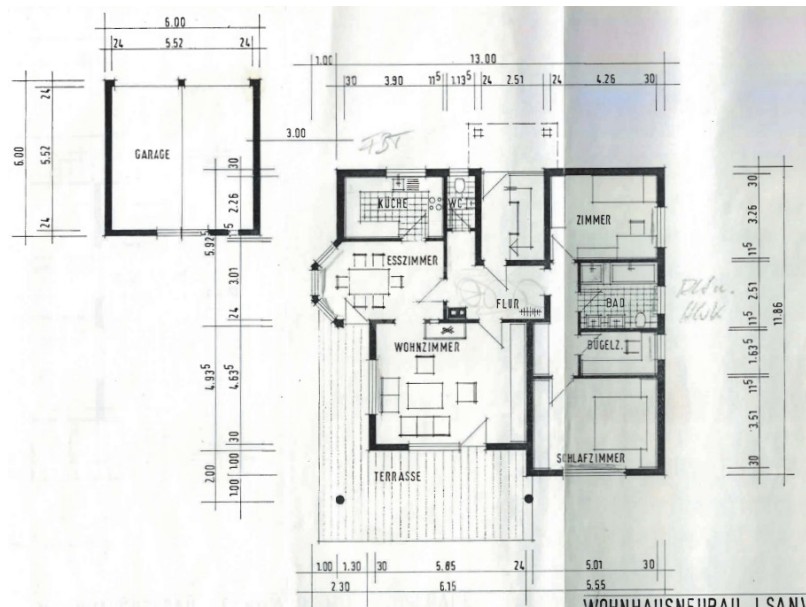 6.00
24 5.52 24
1.00 13.00
30 3.90 11⁵ 1.13⁵ 24 2.51 24 4.26 30
6.00
24 5.52 24
3.00
GARAGE
KÜCHE
WC
ZIMMER
ESSZIMMER
FLUR
BAD
WOHNZIMMER
BÜGELZ.
SCHLAFZIMMER
TERRASSE
30 2.26 5
5.92
3.01
24
4.93⁵ 4.63⁵
30
2.00 1.00
1.00
30
3.26
11⁵
2.51
11⁵
1.63⁵
11⁵
3.51
30
11.86
1.00 1.30 30 5.85 24 5.01 30
2.30 6.15 5.55
WOHNHAUSNEUBAU